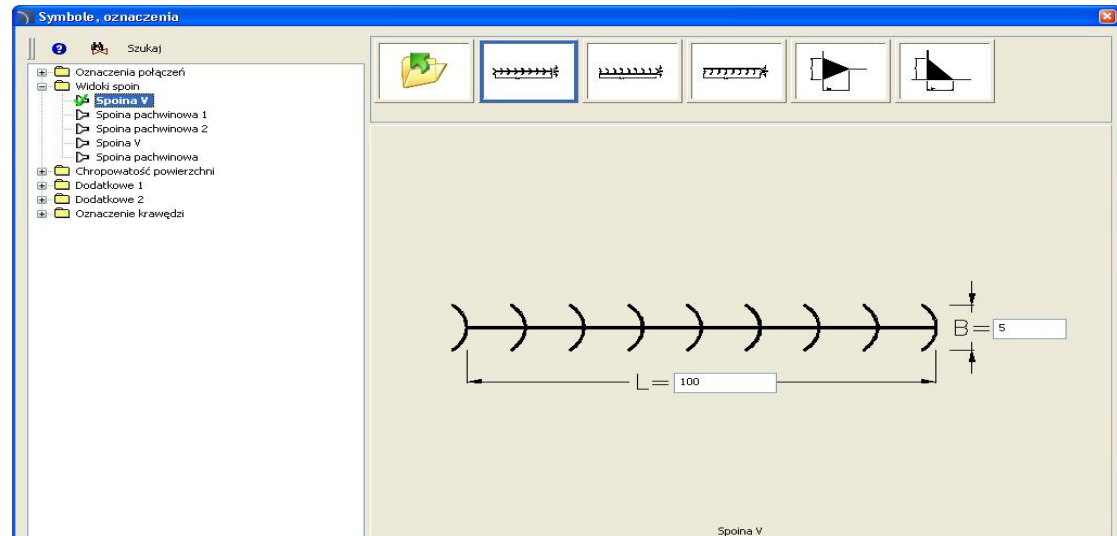 Symbole, oznaczenia
Szukaj
Oznaczenia połączeń
Widoki spoin
Spoina V
Spoina pachwinowa 1
Spoina pachwinowa 2
Spoina V
Spoina pachwinowa
Chropowatość powierzchni
Dodatkowe 1
Dodatkowe 2
Oznaczenie krawędzi
B= 5
L= 100
Spoina V